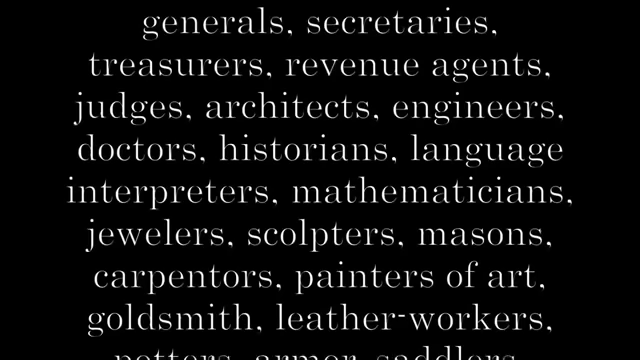 generals, secretaries,
treasurers, revenue agents,
judges, architects, engineers,
doctors, historians, language
interpreters, mathematicians,
jewelers, scolpters, masons,
carpentors, painters of art,
goldsmith, leather-workers,
potters, armor, saddlers